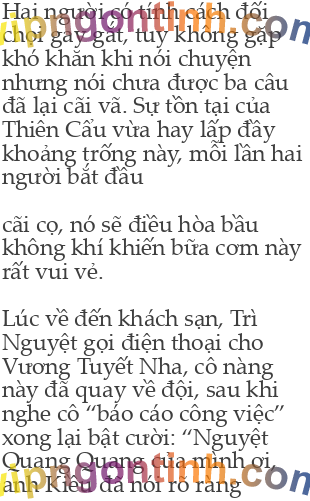 Hai người có tính cách đối
chọi gay gắt, tuy không gặp
khó khăn khi nói chuyện
nhưng nói chưa được ba câu
đã lại cãi vã. Sự tồn tại của
Thiên Cẩu vừa hay lấp đầy
khoảng trống này, mỗi lần hai
người bắt đầu
cãi cọ, nó sẽ điều hòa bầu
không khí khiến bữa cơm này
rất vui vẻ.
Lúc về đến khách sạn, Trì
Nguyệt gọi điện thoại cho
Vương Tuyết Nha, cô nàng
này đã quay về đội, sau khi
nghe cô “báo cáo công việc”
xong lại bật cười: “Nguyệt
Quang Quang của mình ơi,
anh Kiều đã nói rõ ràng
vipngontinh.com
vipngontinh.com